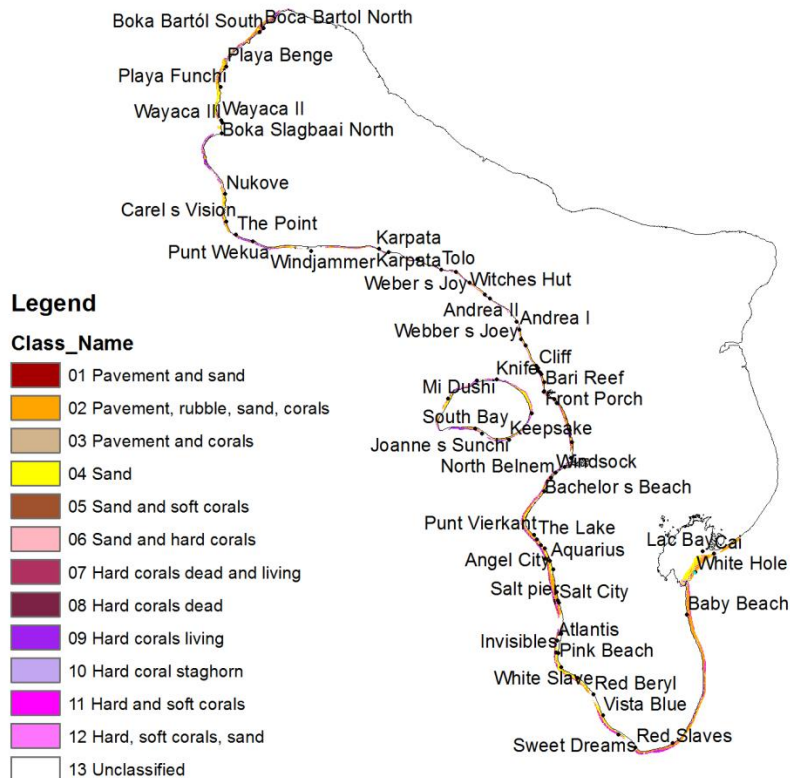 Boka Bartól South
Boca Bartol North
Playa Benge
Playa Funchi
Wayaca III
Wayaca II
Boka Slagbaai North
Nukove
Carel s Vision
The Point
Punt Wekua
Windjammer
Karpata
Karpata
Tolo
Weber s Joy
Witches Hut
Andrea II
Andrea I
Webber s Joey
Cliff
Knife
Bari Reef
Mi Dushi
Front Porch
South Bay
Keepsake
Joanne s Sunchi
North Belnem
Windsock
Bachelor s Beach
Punt Vierkant
The Lake
Aquarius
Angel City
Lac Bay
Cai
White Hole
Salt pier
Salt City
Baby Beach
Atlantis
Invisibles
Pink Beach
White Slave
Red Beryl
Vista Blue
Sweet Dreams
Red Slaves
Legend
Class_Name
01 Pavement and sand
02 Pavement, rubble, sand, corals
03 Pavement and corals
04 Sand
05 Sand and soft corals
06 Sand and hard corals
07 Hard corals dead and living
08 Hard corals dead
09 Hard corals living
10 Hard coral staghorn
11 Hard and soft corals
12 Hard, soft corals, sand
13 Unclassified